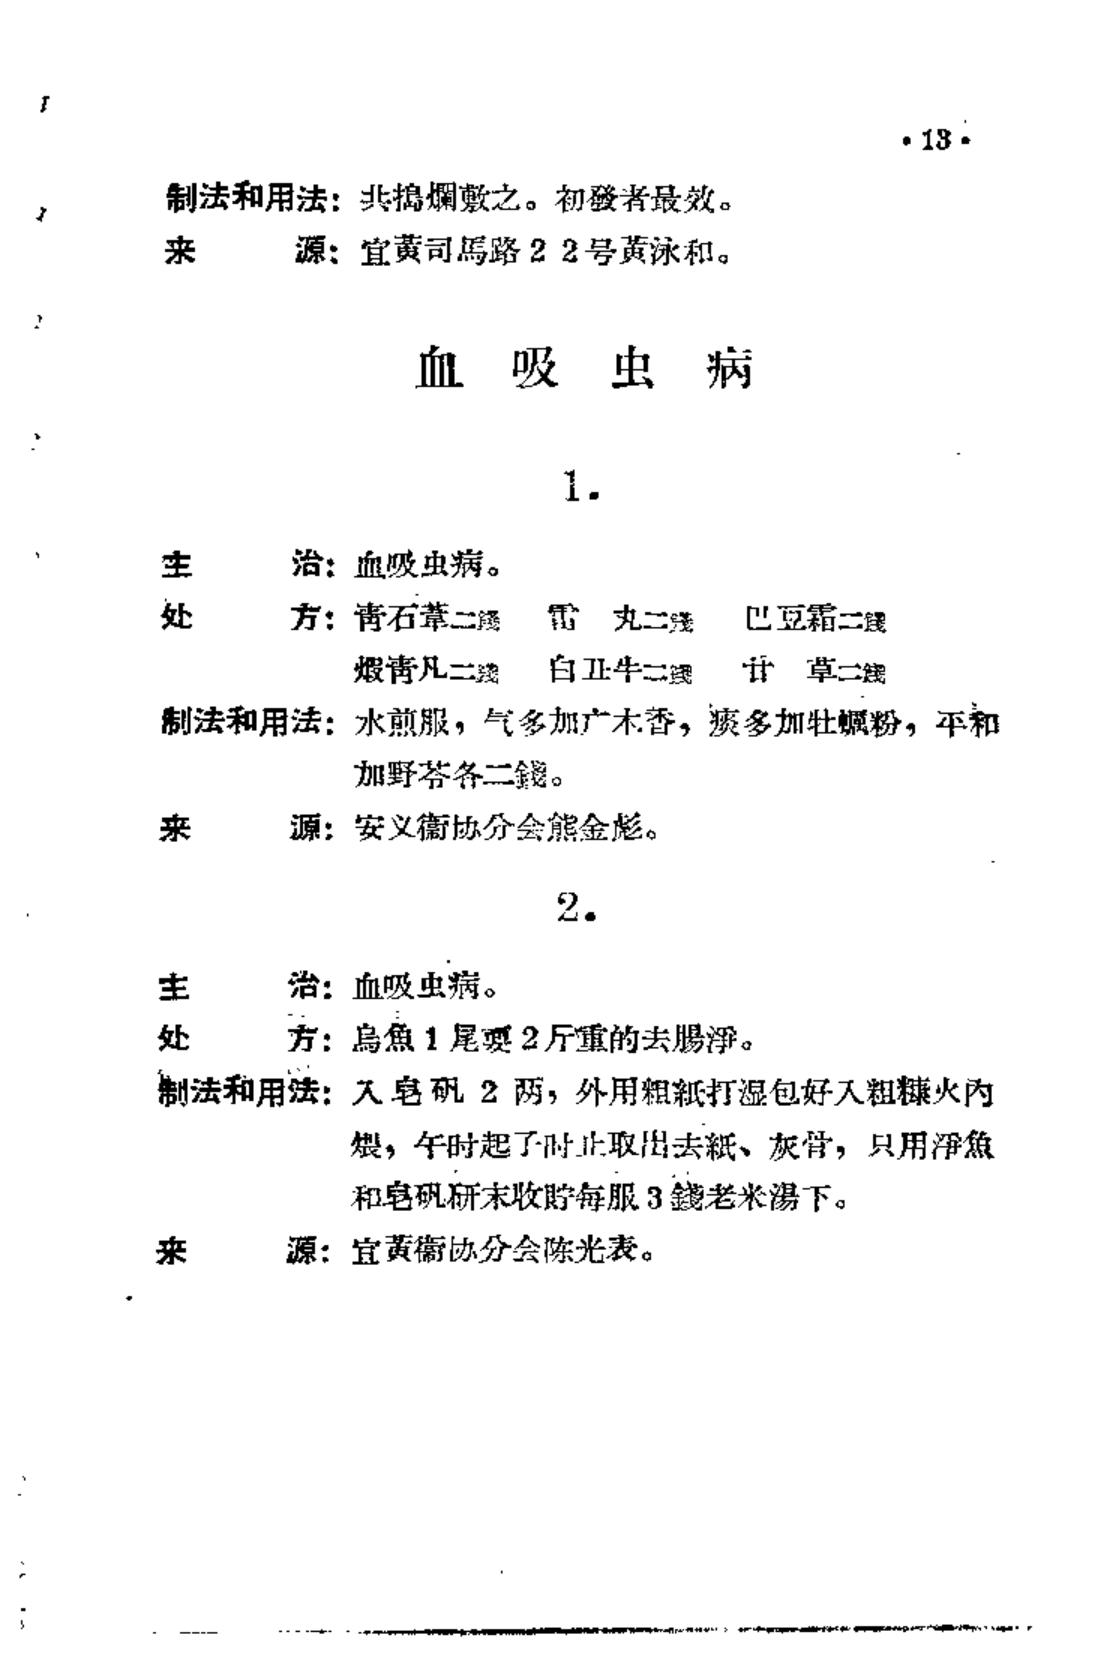 ·13·
制法和用法：共搗爛敷之。初發者最效。
来　　源：宜黃司馬路２２号黃泳和。
血吸虫病
1.
主　　治：血吸虫病。
处　　方：靑石葦二錢　雷　丸二錢　巴豆霜二錢
煆靑凡二錢　白丑牛二錢　甘　草二錢
制法和用法：水煎服，气多加广木香，痰多加牡蠣粉，平和
加野苓各二錢。
来　　源：安义衞协分会熊金彪。
2.
主　　治：血吸虫病。
处　　方：烏魚1尾要2斤重的去腸淨。
制法和用法：入皂矾2两，外用粗紙打湿包好入粗糠火內
煨，午时起子时止取出去紙、灰骨，只用淨魚
和皂矾研末收貯每服3錢老米湯下。
来　　源：宜黃衞协分会陈光表。